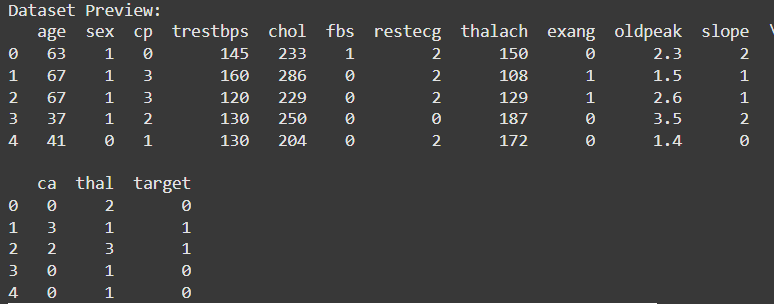 Dataset Preview:
   age  sex  cp  trestbps  chol  fbs  restecg  thalach  exang  oldpeak  slope  \
0   63    1   0       145   233    1        2      150      0      2.3      2
1   67    1   3       160   286    0        2      108      1      1.5      1
2   67    1   3       120   229    0        2      129      1      2.6      1
3   37    1   2       130   250    0        0      187      0      3.5      2
4   41    0   1       130   204    0        2      172      0      1.4      0
   ca  thal  target
0   0     2       0
1   3     1       1
2   2     3       1
3   0     1       0
4   0     1       0